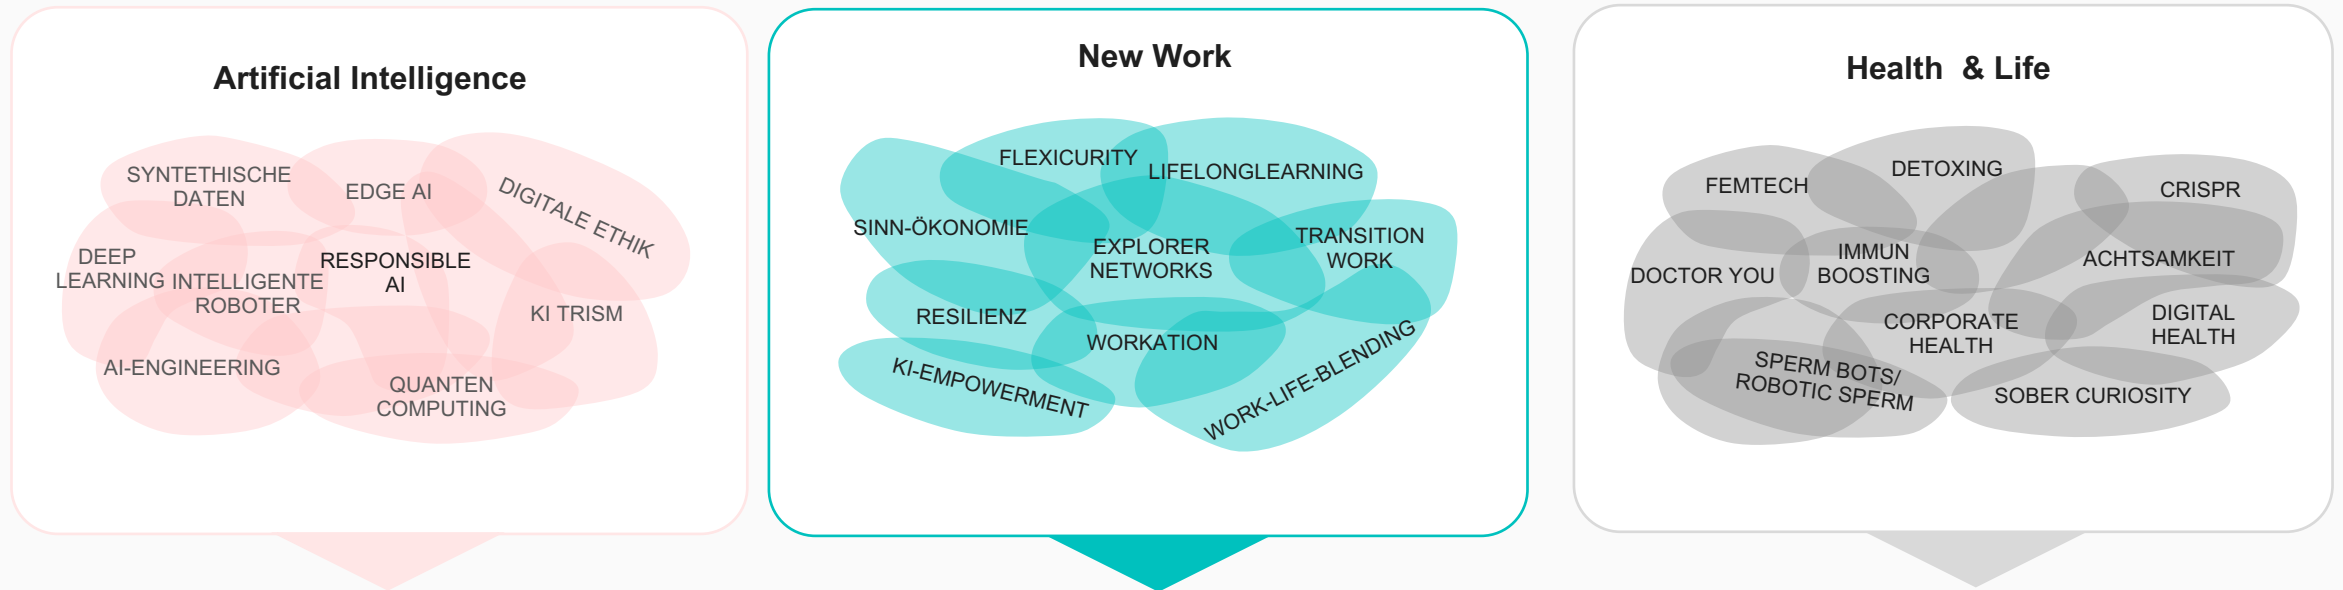 Artificial Intelligence
SYNTETHISCHE
DATEN
EDGE AI
DIGITALE ETHIK
DEEP
LEARNING
INTELLIGENTE
ROBOTER
RESPONSIBLE
AI
KI TRISM
AI-ENGINEERING
QUANTEN
COMPUTING
New Work
FLEXICURITY
LIFELONGLEARNING
SINN-ÖKONOMIE
EXPLORER
NETWORKS
TRANSITION
WORK
RESILIENZ
WORKATION
KI-EMPOWERMENT
WORK-LIFE-BLENDING
Health & Life
FEMTECH
DETOXING
CRISPR
DOCTOR YOU
IMMUN
BOOSTING
ACHTSAMKEIT
CORPORATE
HEALTH
DIGITAL
HEALTH
SPERM BOTS/
ROBOTIC SPERM
SOBER CURIOSITY